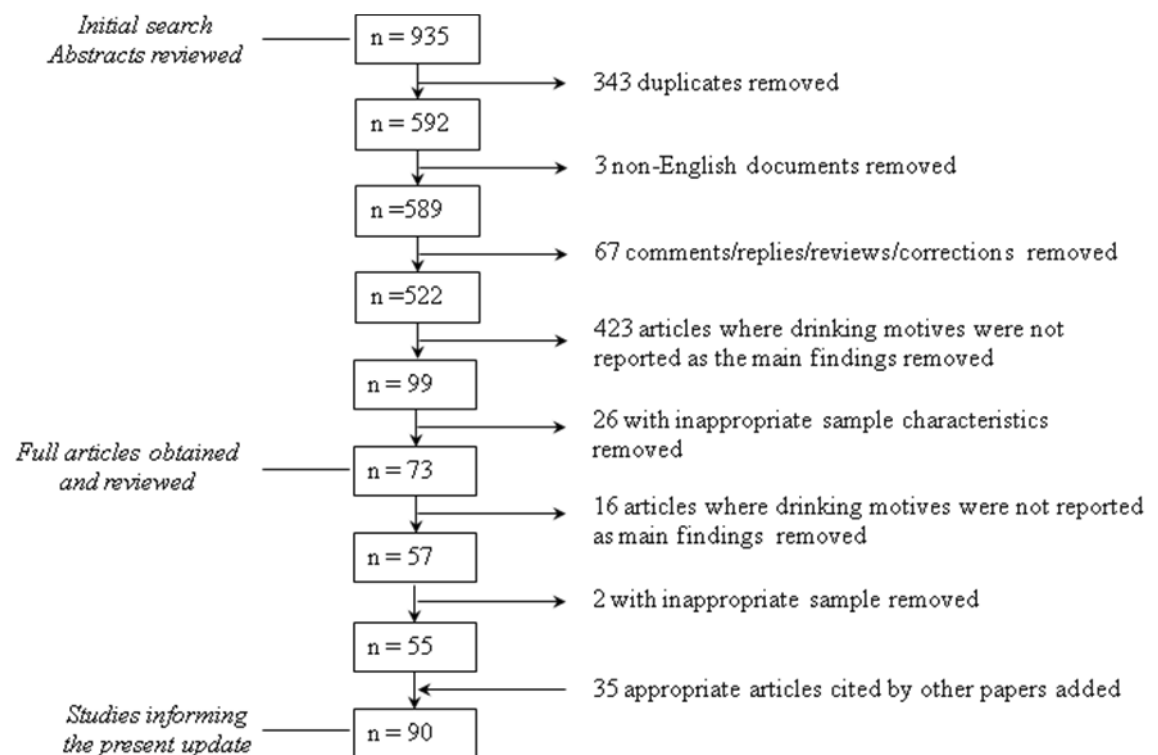 Initial search
Abstracts reviewed
n = 935
343 duplicates removed
n = 592
3 non-English documents removed
n =589
67 comments/replies/reviews/corrections removed
n =522
423 articles where drinking motives were not
reported as the main findings removed
n = 99
26 with inappropriate sample characteristics
removed
Full articles obtained
and reviewed
n = 73
16 articles where drinking motives were not reported
as main findings removed
n = 57
2 with inappropriate sample removed
n = 55
35 appropriate articles cited by other papers added
Studies informing
the present update
n = 90